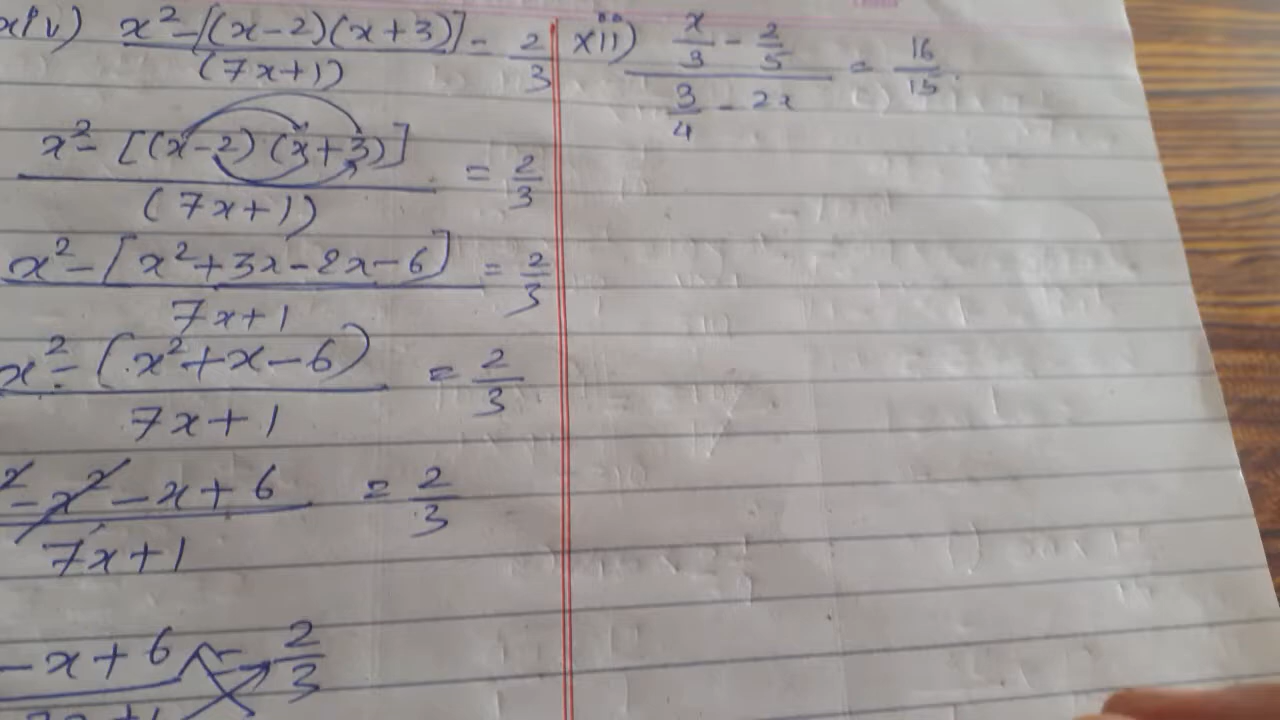 xiv) x² - [(x-2)(x+3)] - 2
(7x+1) 3
x² - [(x-2)(x+3)] = 2
(7x+1) 3
x² - [x²+3x-2x-6] = 2
7x+1 3
x² - (x²+x-6) = 2
7x+1 3
² - x² - x + 6 = 2
7x+1 3
-x+6 = 2
3
xiii) x/3 - 2/5 = 16/15
3/4 - 2x